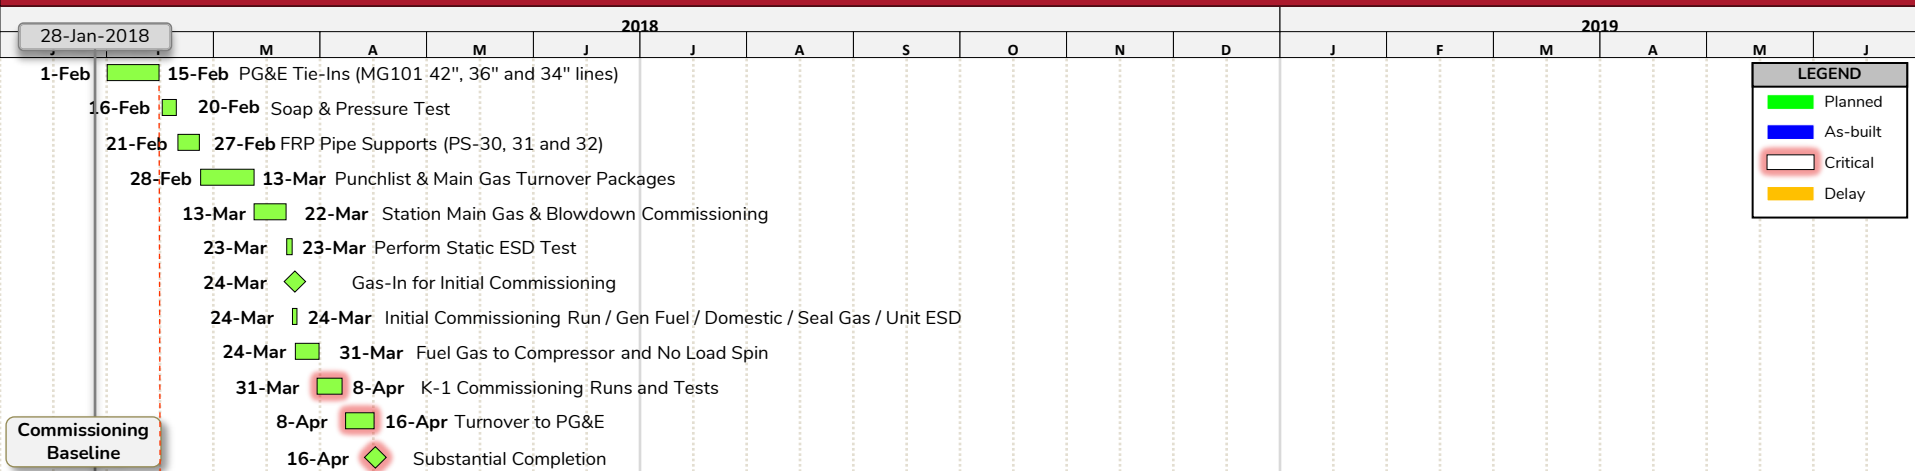 2018 2019
28-Jan-2018
J F M A M J J A S O N D J F M A M J
1-Feb 15-Feb PG&E Tie-Ins (MG101 42", 36" and 34" lines)
16-Feb 20-Feb Soap & Pressure Test
21-Feb 27-Feb FRP Pipe Supports (PS-30, 31 and 32)
28-Feb 13-Mar Punchlist & Main Gas Turnover Packages
13-Mar 22-Mar Station Main Gas & Blowdown Commissioning
23-Mar 23-Mar Perform Static ESD Test
24-Mar Gas-In for Initial Commissioning
24-Mar 24-Mar Initial Commissioning Run / Gen Fuel / Domestic / Seal Gas / Unit ESD
24-Mar 31-Mar Fuel Gas to Compressor and No Load Spin
31-Mar 8-Apr K-1 Commissioning Runs and Tests
8-Apr 16-Apr Turnover to PG&E
16-Apr Substantial Completion
Commissioning
Baseline
LEGEND
Planned
As-built
Critical
Delay